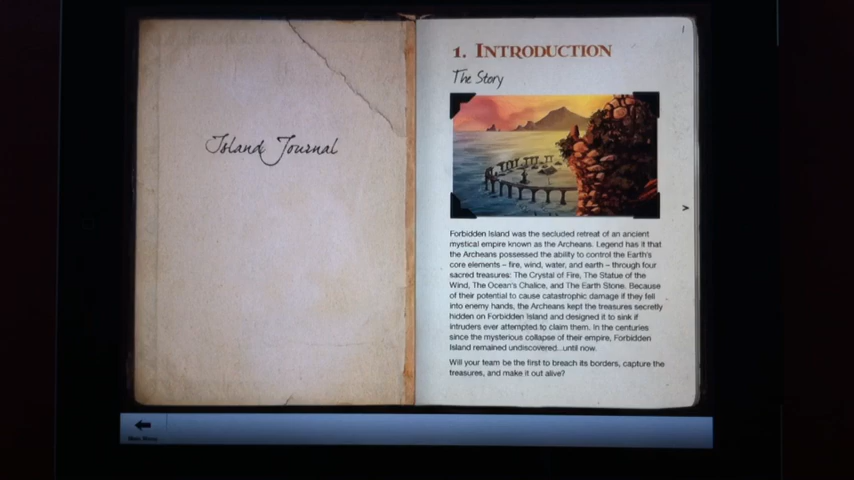 Island Journal
1
1. INTRODUCTION
The Story
Forbidden Island was the secluded retreat of an ancient
mystical empire known as the Archeans. Legend has it that
the Archeans possessed the ability to control the Earth's
core elements – fire, wind, water, and earth – through four
sacred treasures: The Crystal of Fire, The Statue of the
Wind, The Ocean's Chalice, and The Earth Stone. Because
of their potential to cause catastrophic damage if they fell
into enemy hands, the Archeans kept the treasures secretly
hidden on Forbidden Island and designed it to sink if
intruders ever attempted to claim them. In the centuries
since the mysterious collapse of their empire, Forbidden
Island remained undiscovered...until now.
Will your team be the first to breach its borders, capture the
treasures, and make it out alive?
Main Menu